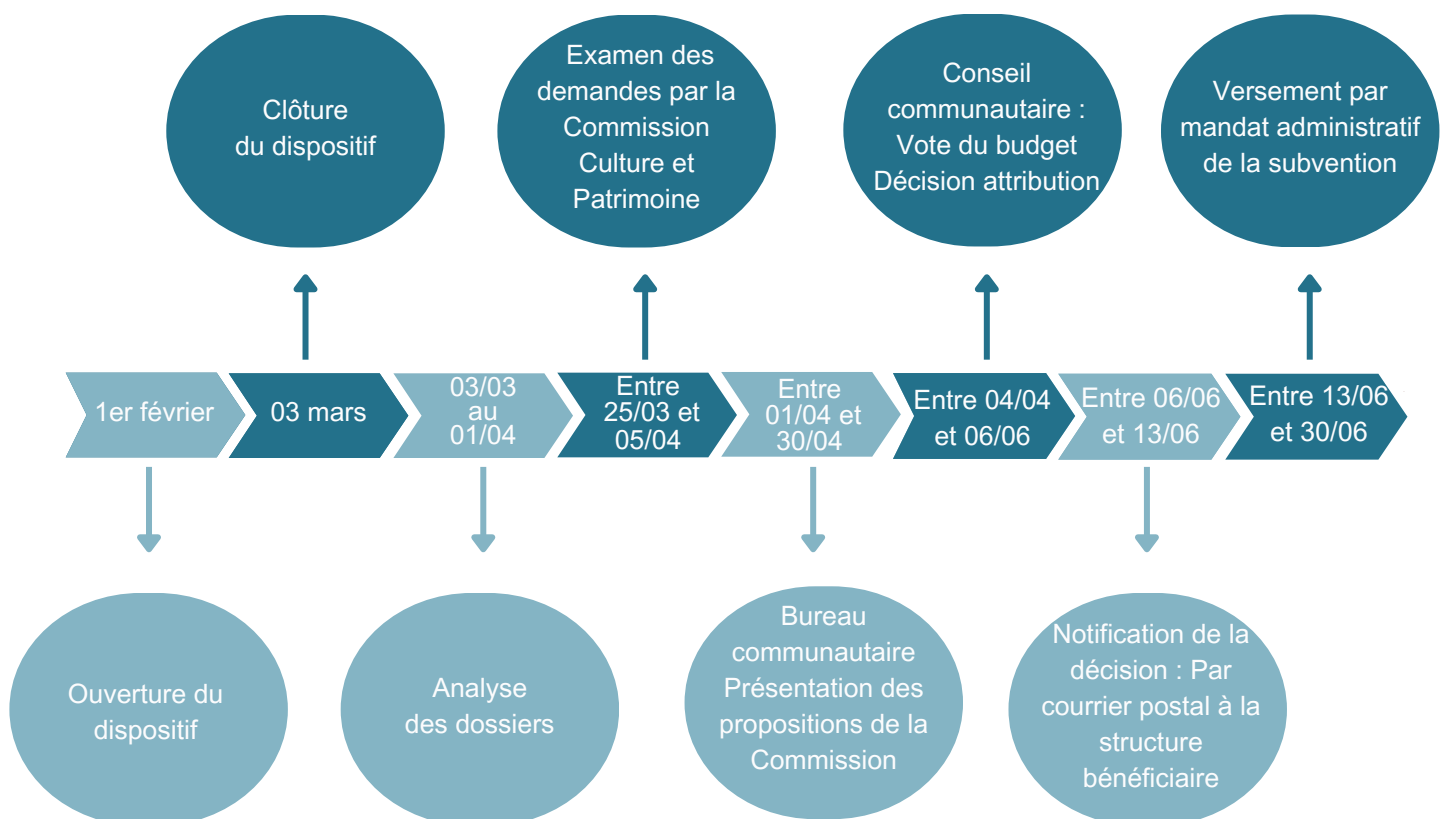 Clôture
du dispositif
Examen des
demandes par la
Commission
Culture et
Patrimoine
Conseil
communautaire :
Vote du budget
Décision attribution
Versement par
mandat administratif
de la subvention
1er février
03 mars
03/03
au
01/04
Entre
25/03 et
05/04
Entre
01/04 et
30/04
Entre 04/04
et 06/06
Entre 06/06
et 13/06
Entre 13/06
et 30/06
Ouverture du
dispositif
Analyse
des dossiers
Bureau
communautaire
Présentation des
propositions de la
Commission
Notification de la
décision : Par
courrier postal à la
structure
bénéficiaire